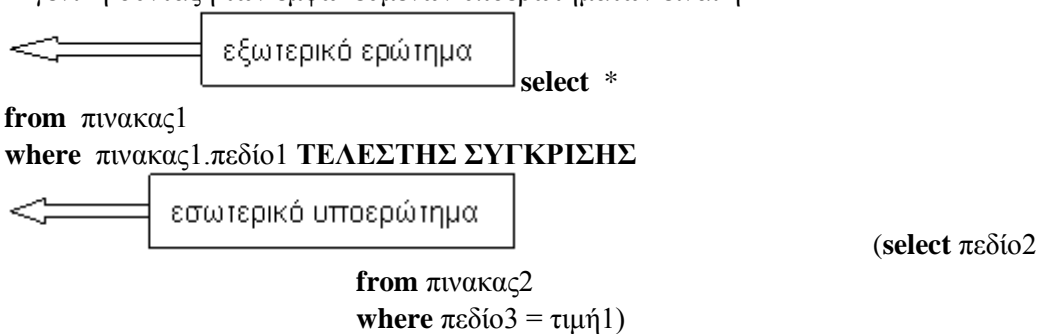 εξωτερικό ερώτημα
select *
from πινακας1
where πινακας1.πεδίο1 ΤΕΛΕΣΤΗΣ ΣΥΓΚΡΙΣΗΣ
εσωτερικό υποερώτημα
(select πεδίο2
from πινακας2
where πεδίο3 = τιμή1)